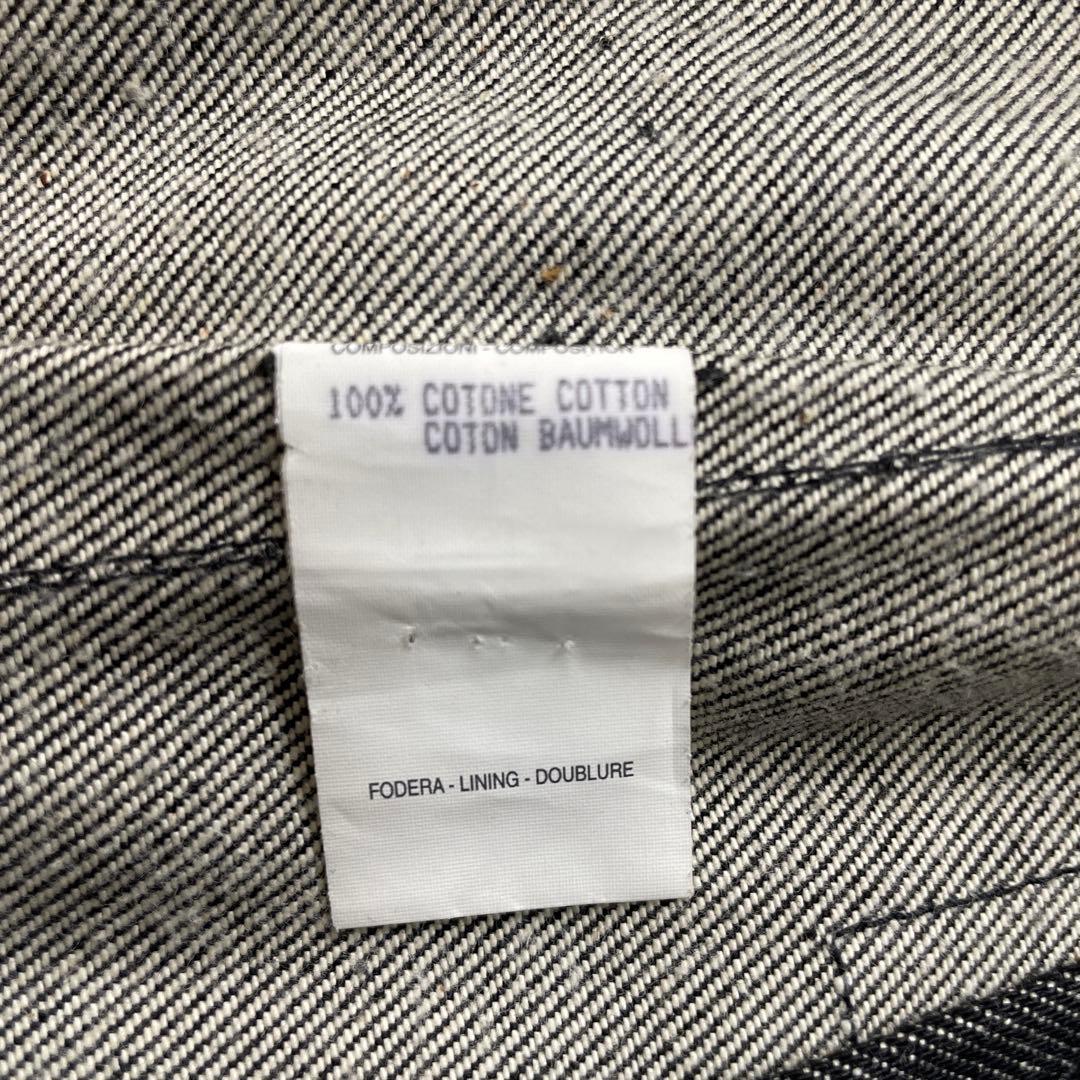 COMPOSIZIONI - COMPOSITION
100% COTONE COTTON
COTON BAUMWOLL
FODERA - LINING - DOUBLURE